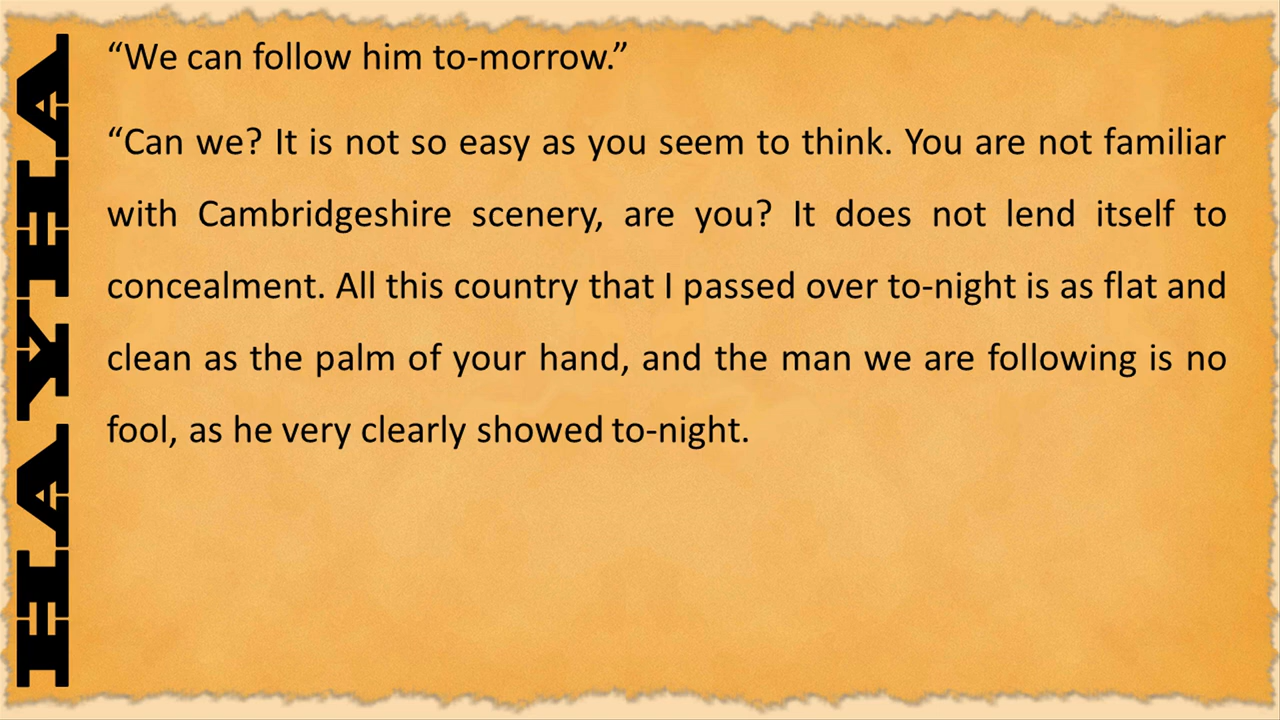 HAYHA
“We can follow him to-morrow.”
“Can we? It is not so easy as you seem to think. You are not familiar
with Cambridgeshire scenery, are you? It does not lend itself to
concealment. All this country that I passed over to-night is as flat and
clean as the palm of your hand, and the man we are following is no
fool, as he very clearly showed to-night.